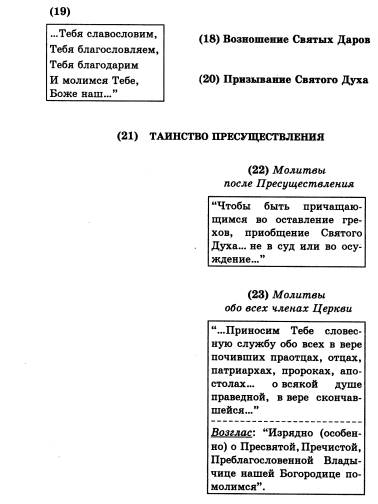 (19)
...Тебя славословим,
Тебя благословляем,
Тебя благодарим
И молимся Тебе,
Боже наш...”
(18) Возношение Святых Даров
(20) Призывание Святого Духа
(21) ТАИНСТВО ПРЕСУЩЕСТВЛЕНИЯ
(22) Молитвы
после Пресуществления
“Чтобы быть причащаю-
щимся во оставление гре-
хов, приобщение Святого
Духа... не в суд или во осу-
ждение...”
(23) Молитвы
обо всех членах Церкви
“...Приносим Тебе словес-
ную службу обо всех в вере
почивших праотцах, отцах,
патриархах, пророках, апо-
столах... о всякой душе
праведной, в вере скончав-
шейся...”
Возглас: “Изрядно (особен-
но) о Пресвятой, Пречистой,
Преблагословенной Влады-
чице нашей Богородице по-
молимся”.